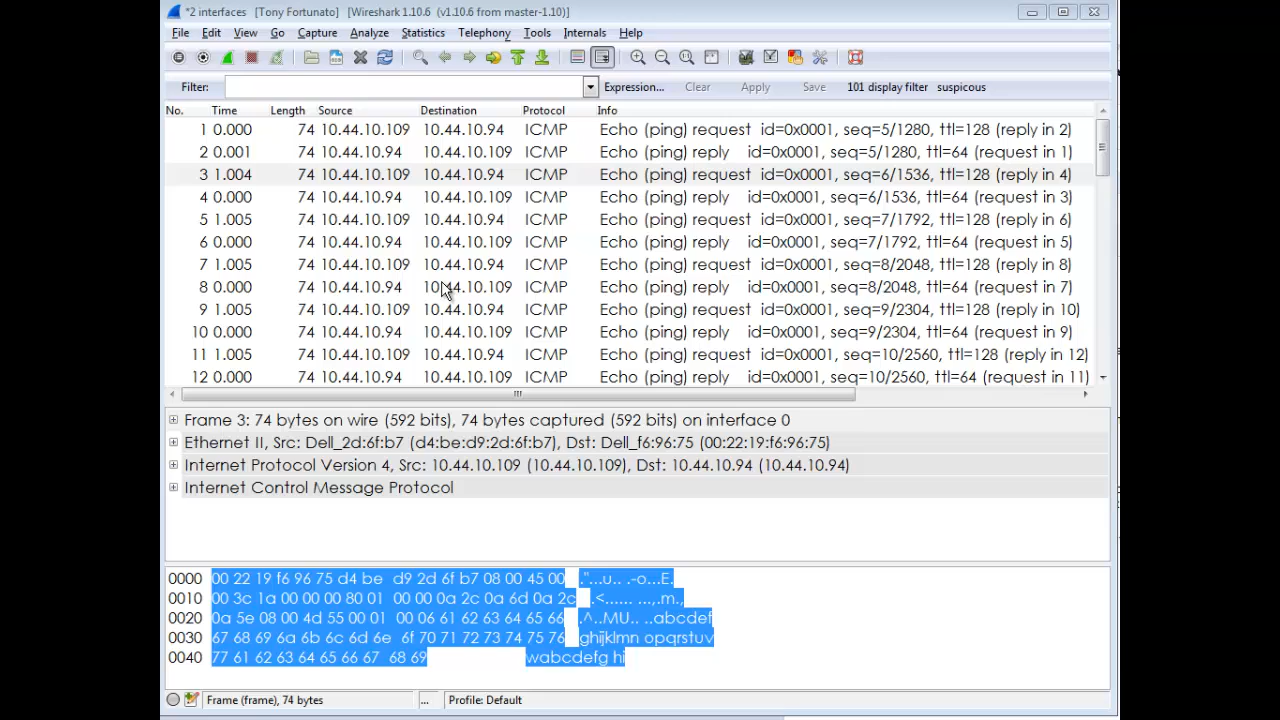 *2 interfaces [Tony Fortunato] [Wireshark 1.10.6 (v1.10.6 from master-1.10)]
File Edit View Go Capture Analyze Statistics Telephony Tools Internals Help
Filter: Expression... Clear Apply Save 101 display filter suspicous
No. Time Length Source Destination Protocol Info
1 0.000 74 10.44.10.109 10.44.10.94 ICMP Echo (ping) request id=0x0001, seq=5/1280, ttl=128 (reply in 2)
2 0.001 74 10.44.10.94 10.44.10.109 ICMP Echo (ping) reply id=0x0001, seq=5/1280, ttl=64 (request in 1)
3 1.004 74 10.44.10.109 10.44.10.94 ICMP Echo (ping) request id=0x0001, seq=6/1536, ttl=128 (reply in 4)
4 0.000 74 10.44.10.94 10.44.10.109 ICMP Echo (ping) reply id=0x0001, seq=6/1536, ttl=64 (request in 3)
5 1.005 74 10.44.10.109 10.44.10.94 ICMP Echo (ping) request id=0x0001, seq=7/1792, ttl=128 (reply in 6)
6 0.000 74 10.44.10.94 10.44.10.109 ICMP Echo (ping) reply id=0x0001, seq=7/1792, ttl=64 (request in 5)
7 1.005 74 10.44.10.109 10.44.10.94 ICMP Echo (ping) request id=0x0001, seq=8/2048, ttl=128 (reply in 8)
8 0.000 74 10.44.10.94 10.44.10.109 ICMP Echo (ping) reply id=0x0001, seq=8/2048, ttl=64 (request in 7)
9 1.005 74 10.44.10.109 10.44.10.94 ICMP Echo (ping) request id=0x0001, seq=9/2304, ttl=128 (reply in 10)
10 0.000 74 10.44.10.94 10.44.10.109 ICMP Echo (ping) reply id=0x0001, seq=9/2304, ttl=64 (request in 9)
11 1.005 74 10.44.10.109 10.44.10.94 ICMP Echo (ping) request id=0x0001, seq=10/2560, ttl=128 (reply in 12)
12 0.000 74 10.44.10.94 10.44.10.109 ICMP Echo (ping) reply id=0x0001, seq=10/2560, ttl=64 (request in 11)
Frame 3: 74 bytes on wire (592 bits), 74 bytes captured (592 bits) on interface 0
Ethernet II, Src: Dell_2d:6f:b7 (d4:be:d9:2d:6f:b7), Dst: Dell_f6:96:75 (00:22:19:f6:96:75)
Internet Protocol Version 4, Src: 10.44.10.109 (10.44.10.109), Dst: 10.44.10.94 (10.44.10.94)
Internet Control Message Protocol
0000 00 22 19 f6 96 75 d4 be d9 2d 6f b7 08 00 45 00 ."...u.. .-o...E.
0010 00 3c 1a 00 00 00 80 01 00 00 0a 2c 0a 6d 0a 2c .<...... ...,.m.,
0020 0a 5e 08 00 4d 55 00 01 00 06 61 62 63 64 65 66 .^..MU.. ..abcdef
0030 67 68 69 6a 6b 6c 6d 6e 6f 70 71 72 73 74 75 76 ghijklmn opqrstuv
0040 77 61 62 63 64 65 66 67 68 69 wabcdefg hi
Frame (frame), 74 bytes ... Profile: Default